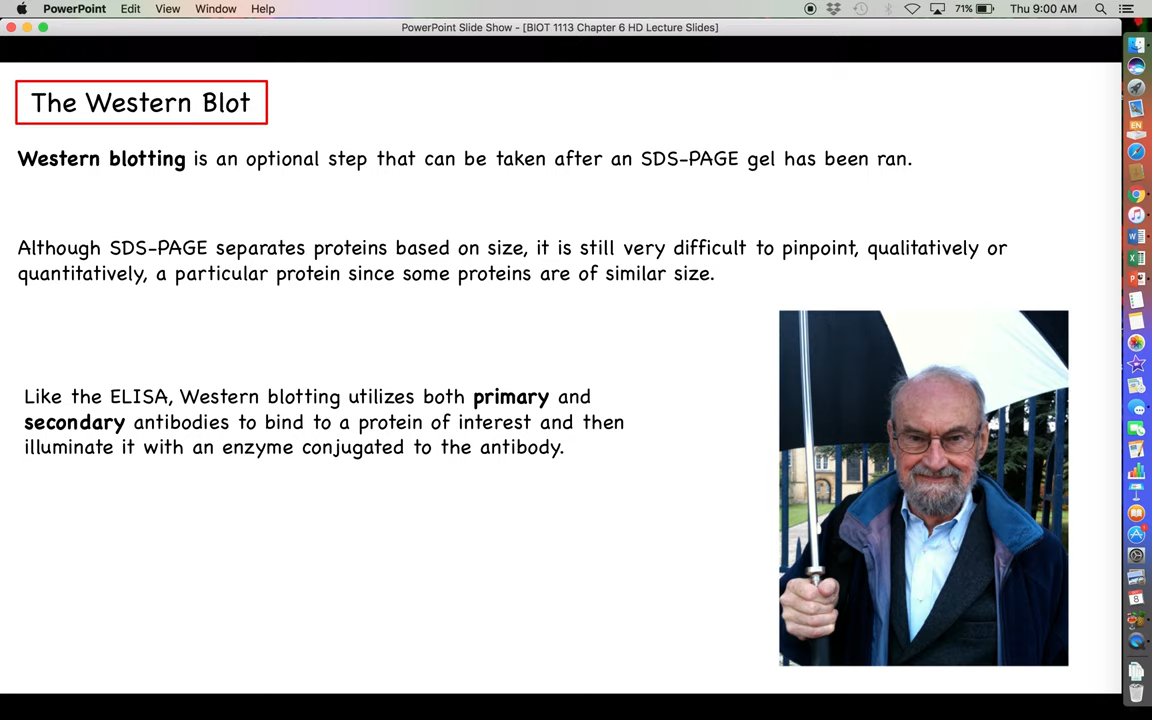 PowerPoint Edit View Window Help 71% Thu 9:00 AM
PowerPoint Slide Show - [BIOT 1113 Chapter 6 HD Lecture Slides]
The Western Blot
Western blotting is an optional step that can be taken after an SDS-PAGE gel has been ran.
Although SDS-PAGE separates proteins based on size, it is still very difficult to pinpoint, qualitatively or
quantitatively, a particular protein since some proteins are of similar size.
Like the ELISA, Western blotting utilizes both primary and
secondary antibodies to bind to a protein of interest and then
illuminate it with an enzyme conjugated to the antibody.
EN
8